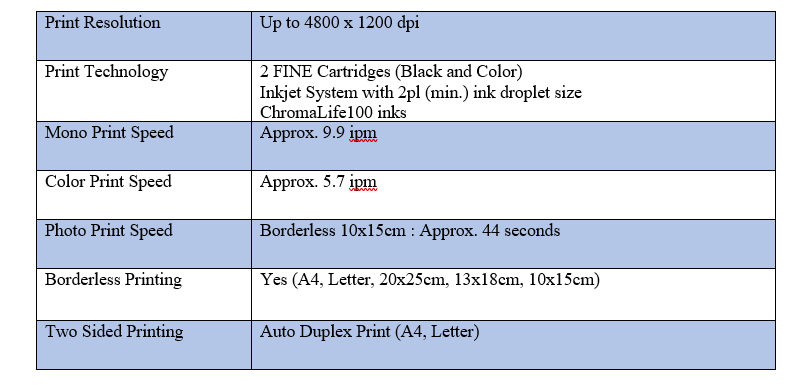 Print Resolution Up to 4800 x 1200 dpi
Print Technology 2 FINE Cartridges (Black and Color)
Inkjet System with 2pl (min.) ink droplet size
ChromaLife100 inks
Mono Print Speed Approx. 9.9 ipm
Color Print Speed Approx. 5.7 ipm
Photo Print Speed Borderless 10x15cm : Approx. 44 seconds
Borderless Printing Yes (A4, Letter, 20x25cm, 13x18cm, 10x15cm)
Two Sided Printing Auto Duplex Print (A4, Letter)